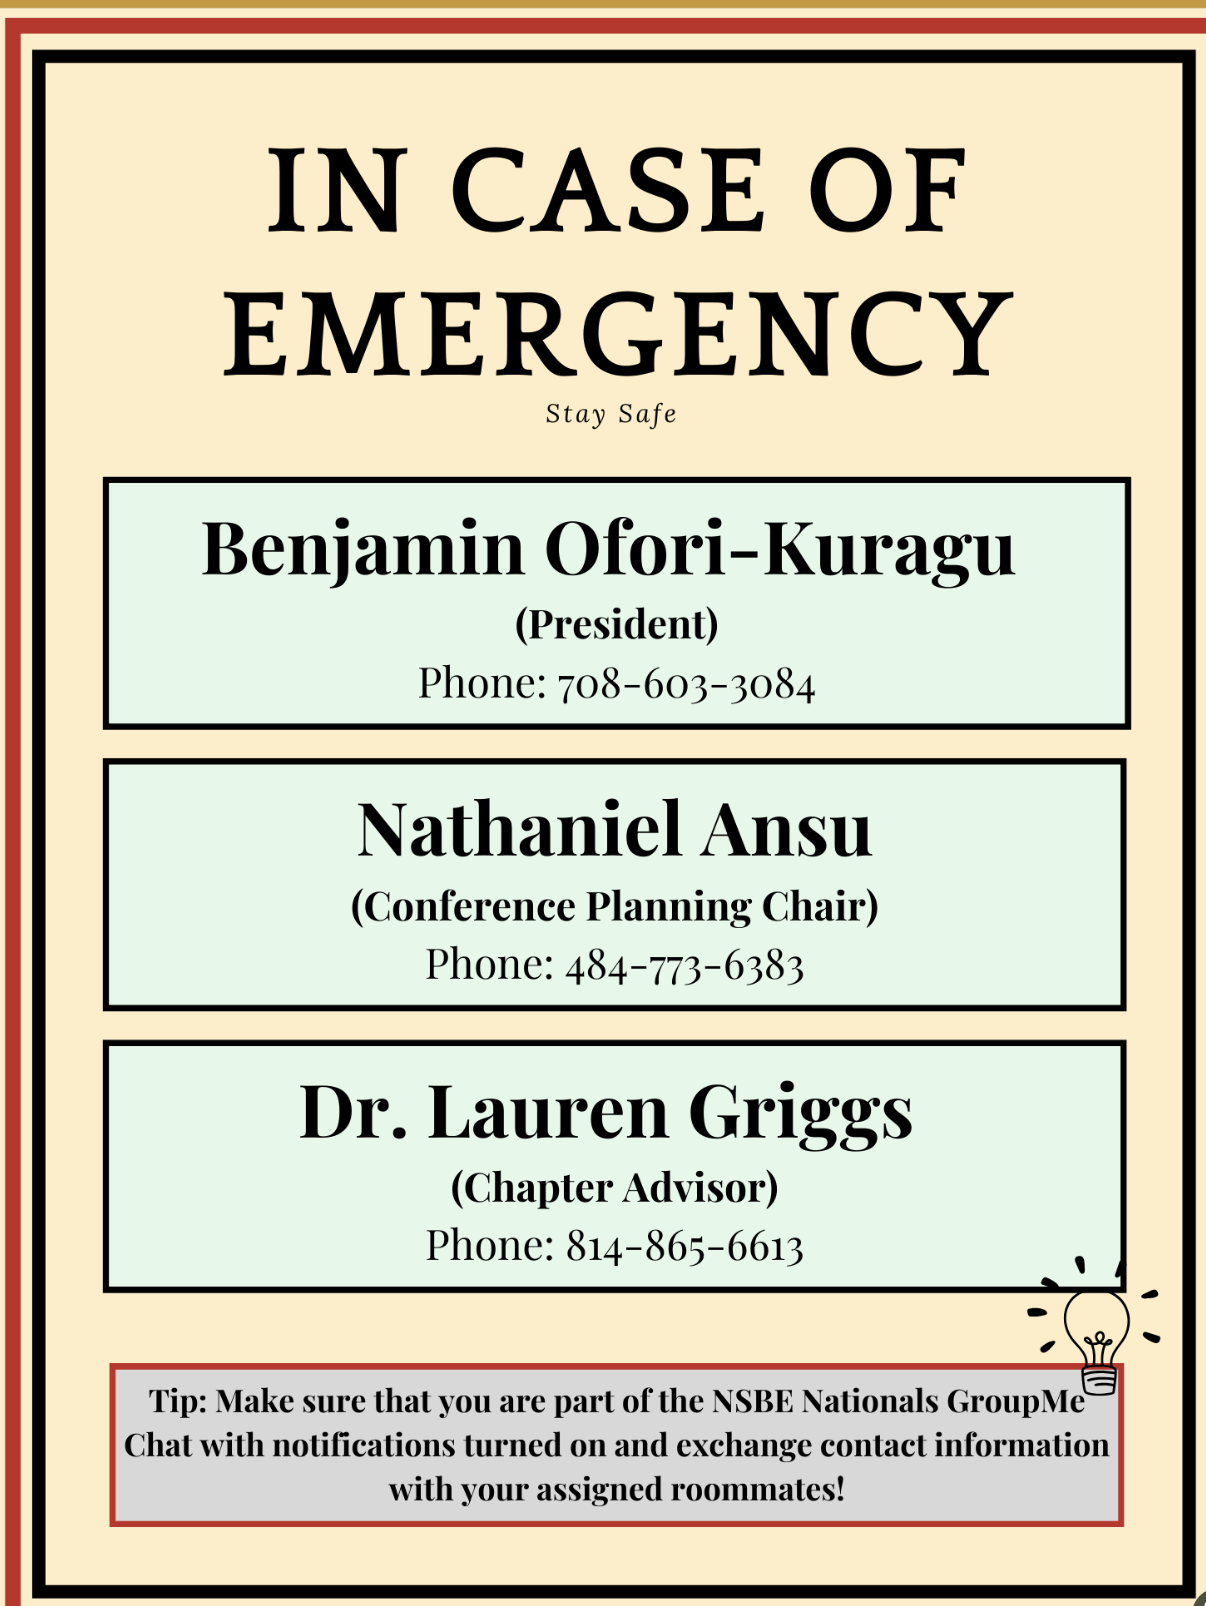 IN CASE OF
EMERGENCY
Stay Safe
Benjamin Ofori-Kuragu
(President)
Phone: 708-603-3084
Nathaniel Ansu
(Conference Planning Chair)
Phone: 484-773-6383
Dr. Lauren Griggs
(Chapter Advisor)
Phone: 814-865-6613
Tip: Make sure that you are part of the NSBE Nationals GroupMe
Chat with notifications turned on and exchange contact information
with your assigned roommates!